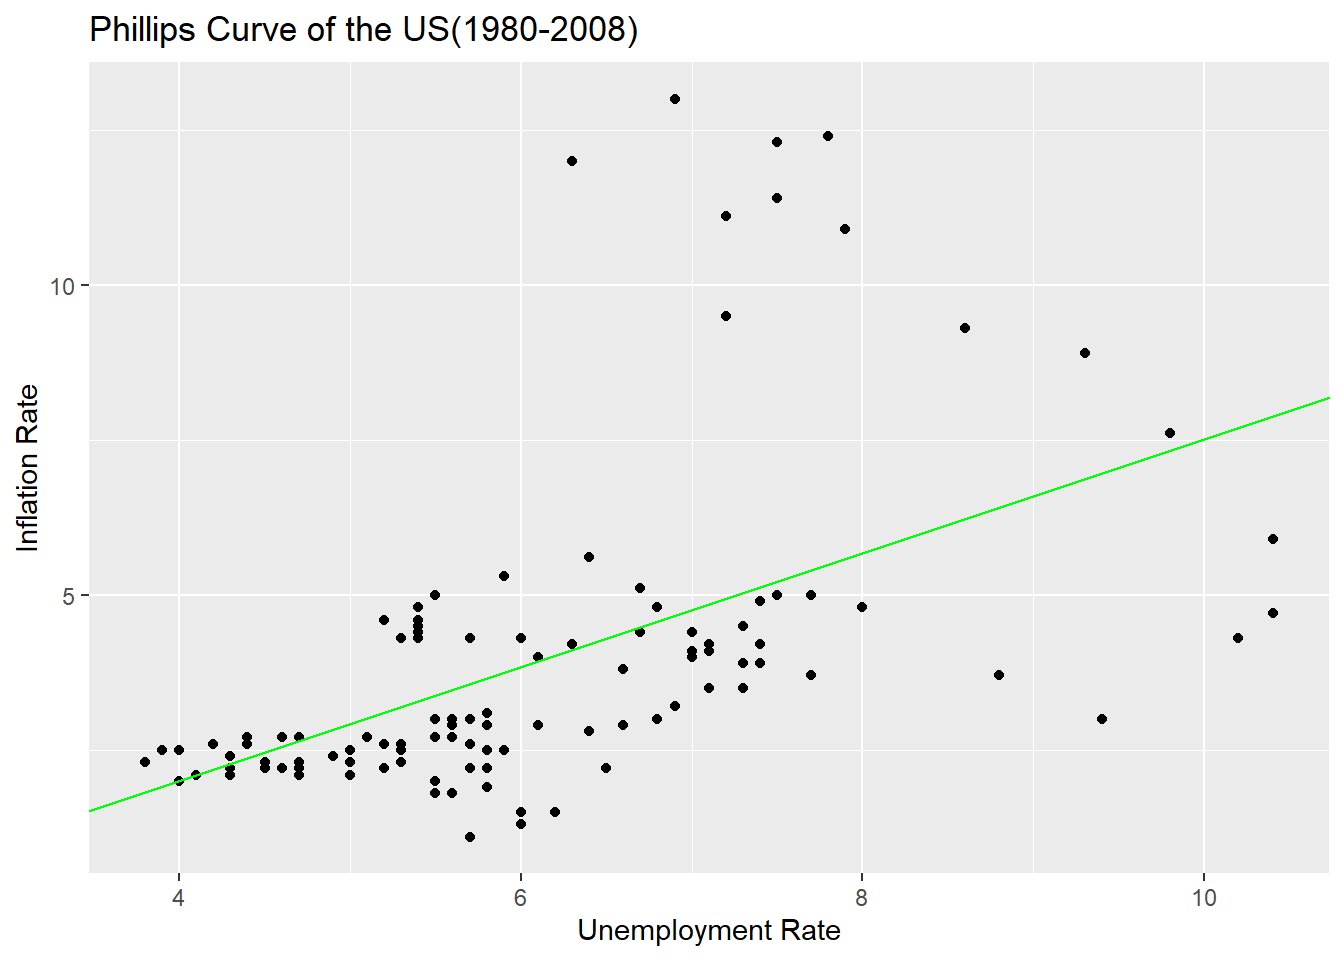 Phillips Curve of the US(1980-2008)
10
5
Inflation Rate
4 6 8 10
Unemployment Rate